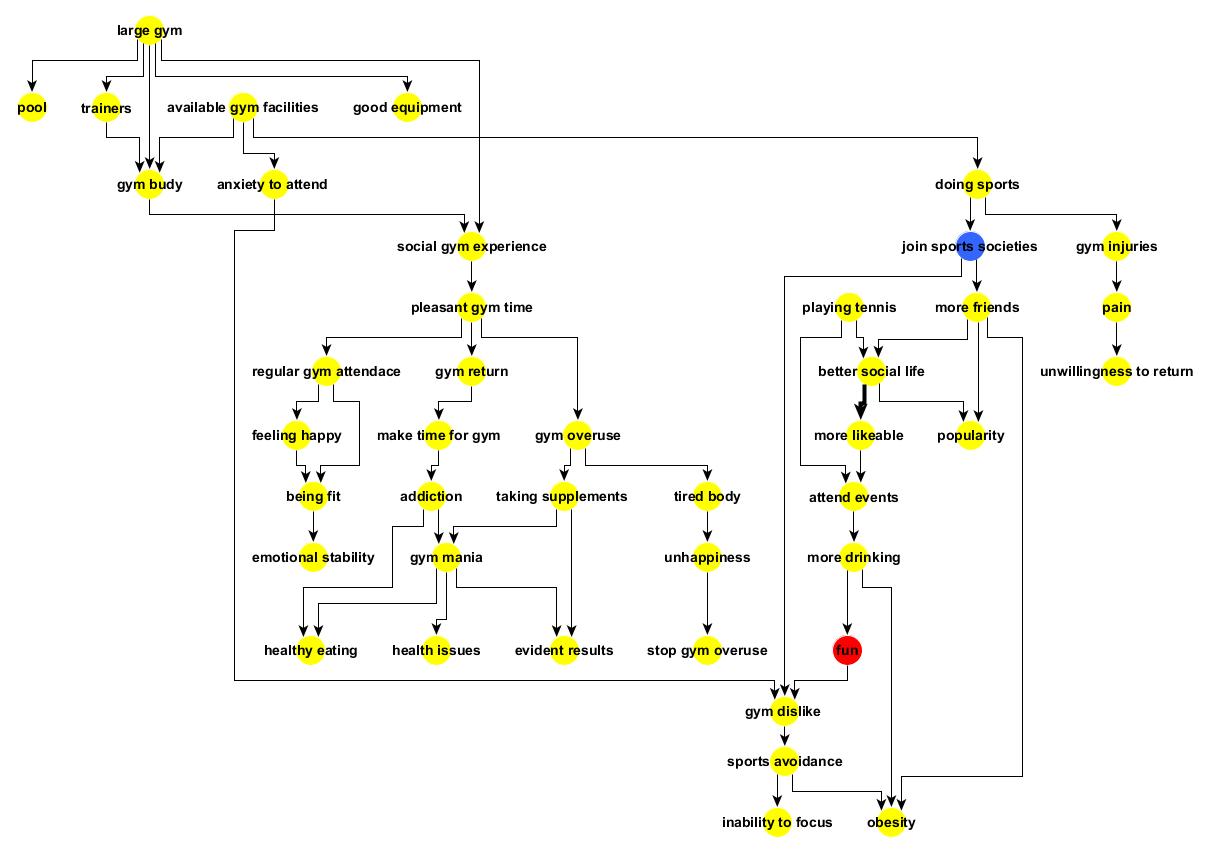 large gym
pool
trainers
available gym facilities
good equipment
gym budy
anxiety to attend
doing sports
social gym experience
join sports societies
gym injuries
pleasant gym time
playing tennis
more friends
pain
regular gym attendace
gym return
better social life
unwillingness to return
feeling happy
make time for gym
gym overuse
more likeable
popularity
being fit
addiction
taking supplements
tired body
attend events
emotional stability
gym mania
unhappiness
more drinking
healthy eating
health issues
evident results
stop gym overuse
fun
gym dislike
sports avoidance
inability to focus
obesity